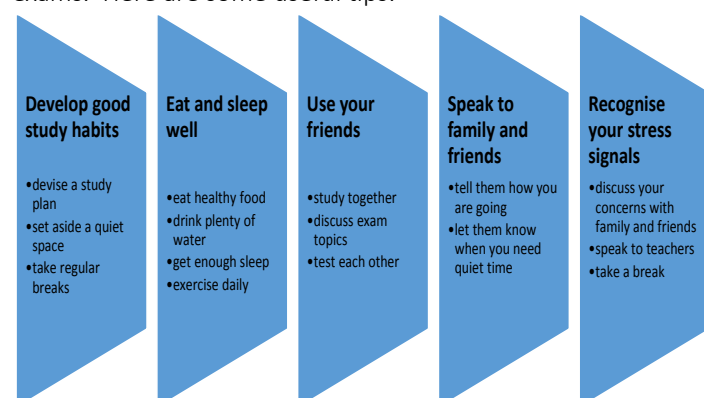 exams. Here are some useful tips.
Develop good
study habits
•devise a study
plan
•set aside a quiet
space
•take regular
breaks
Eat and sleep
well
•eat healthy food
•drink plenty of
water
•get enough sleep
•exercise daily
Use your
friends
•study together
•discuss exam
topics
•test each other
Speak to
family and
friends
•tell them how you
are going
•let them know
when you need
quiet time
Recognise
your stress
signals
•discuss your
concerns with
family and friends
•speak to teachers
•take a break